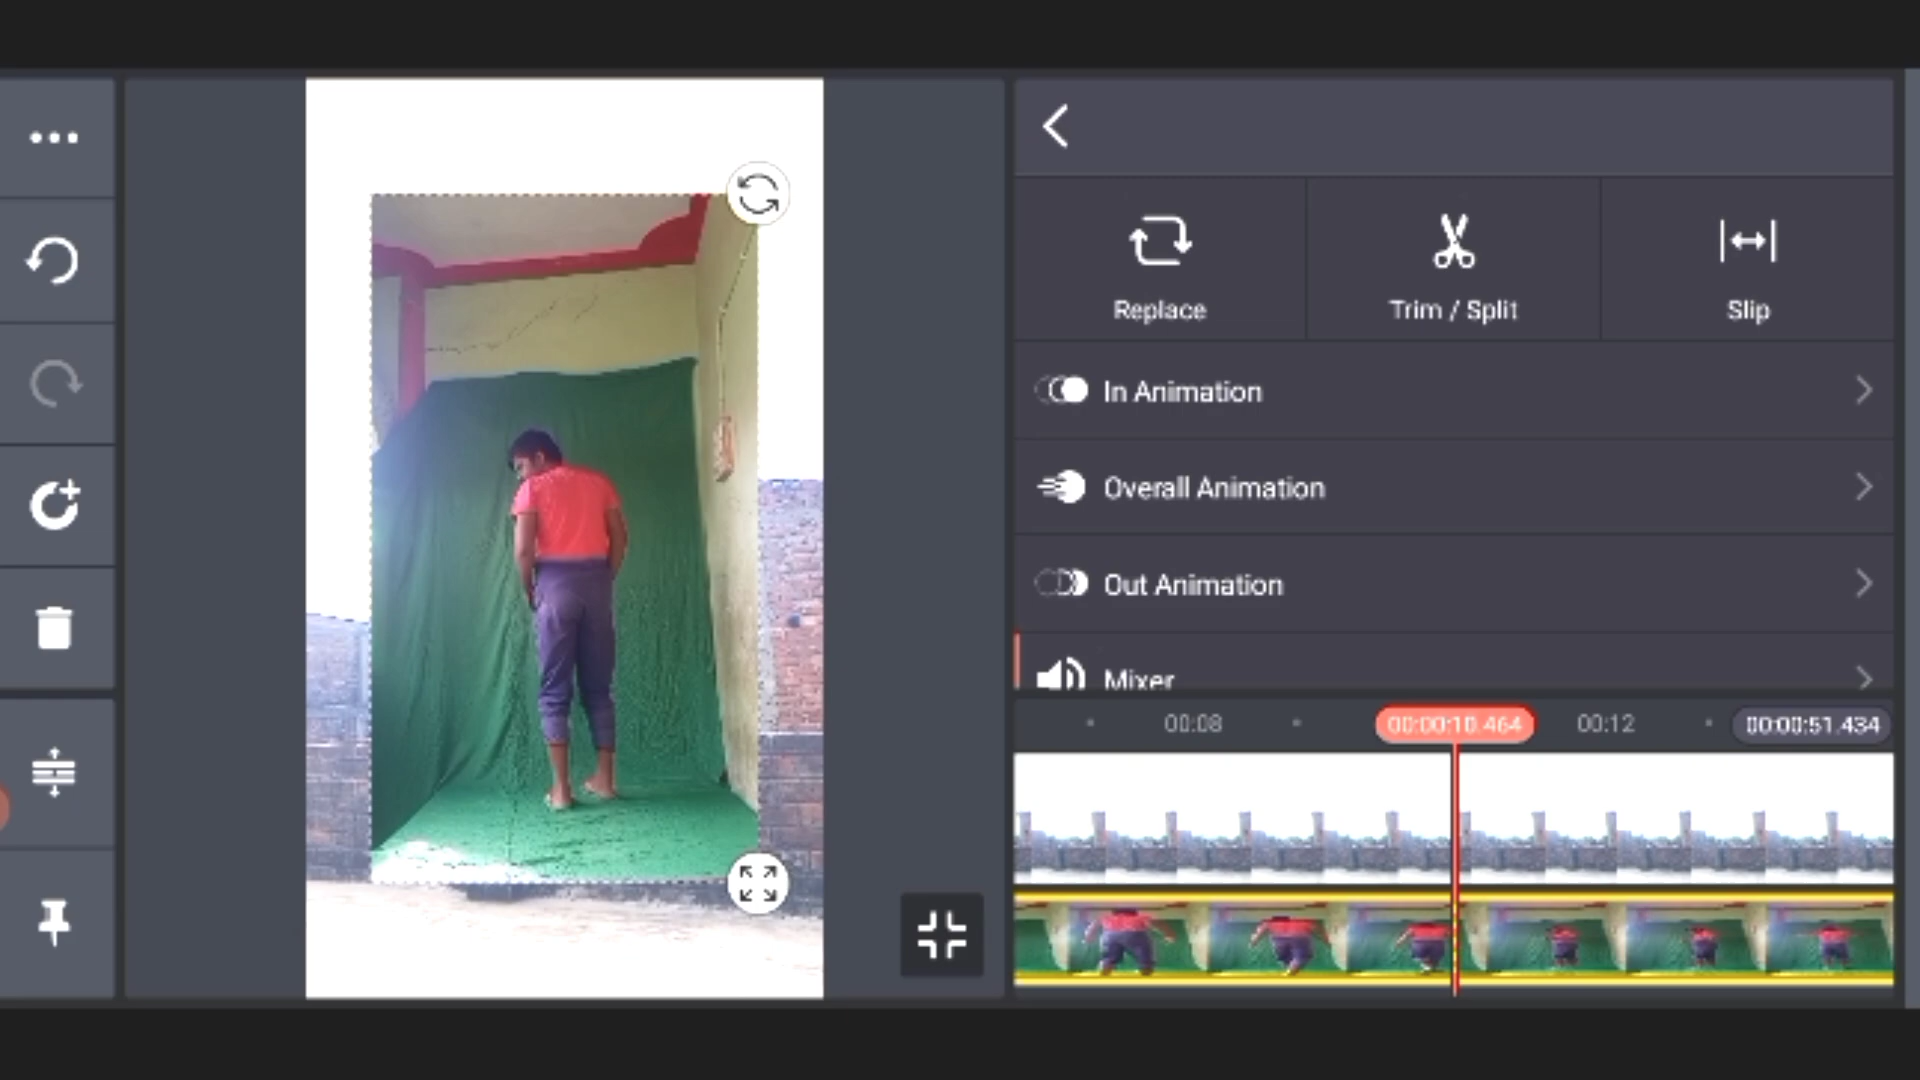 Replace
Trim / Split
Slip
In Animation
Overall Animation
Out Animation
Mixer
00:08
00:00:10.464
00:12
00:00:51.434